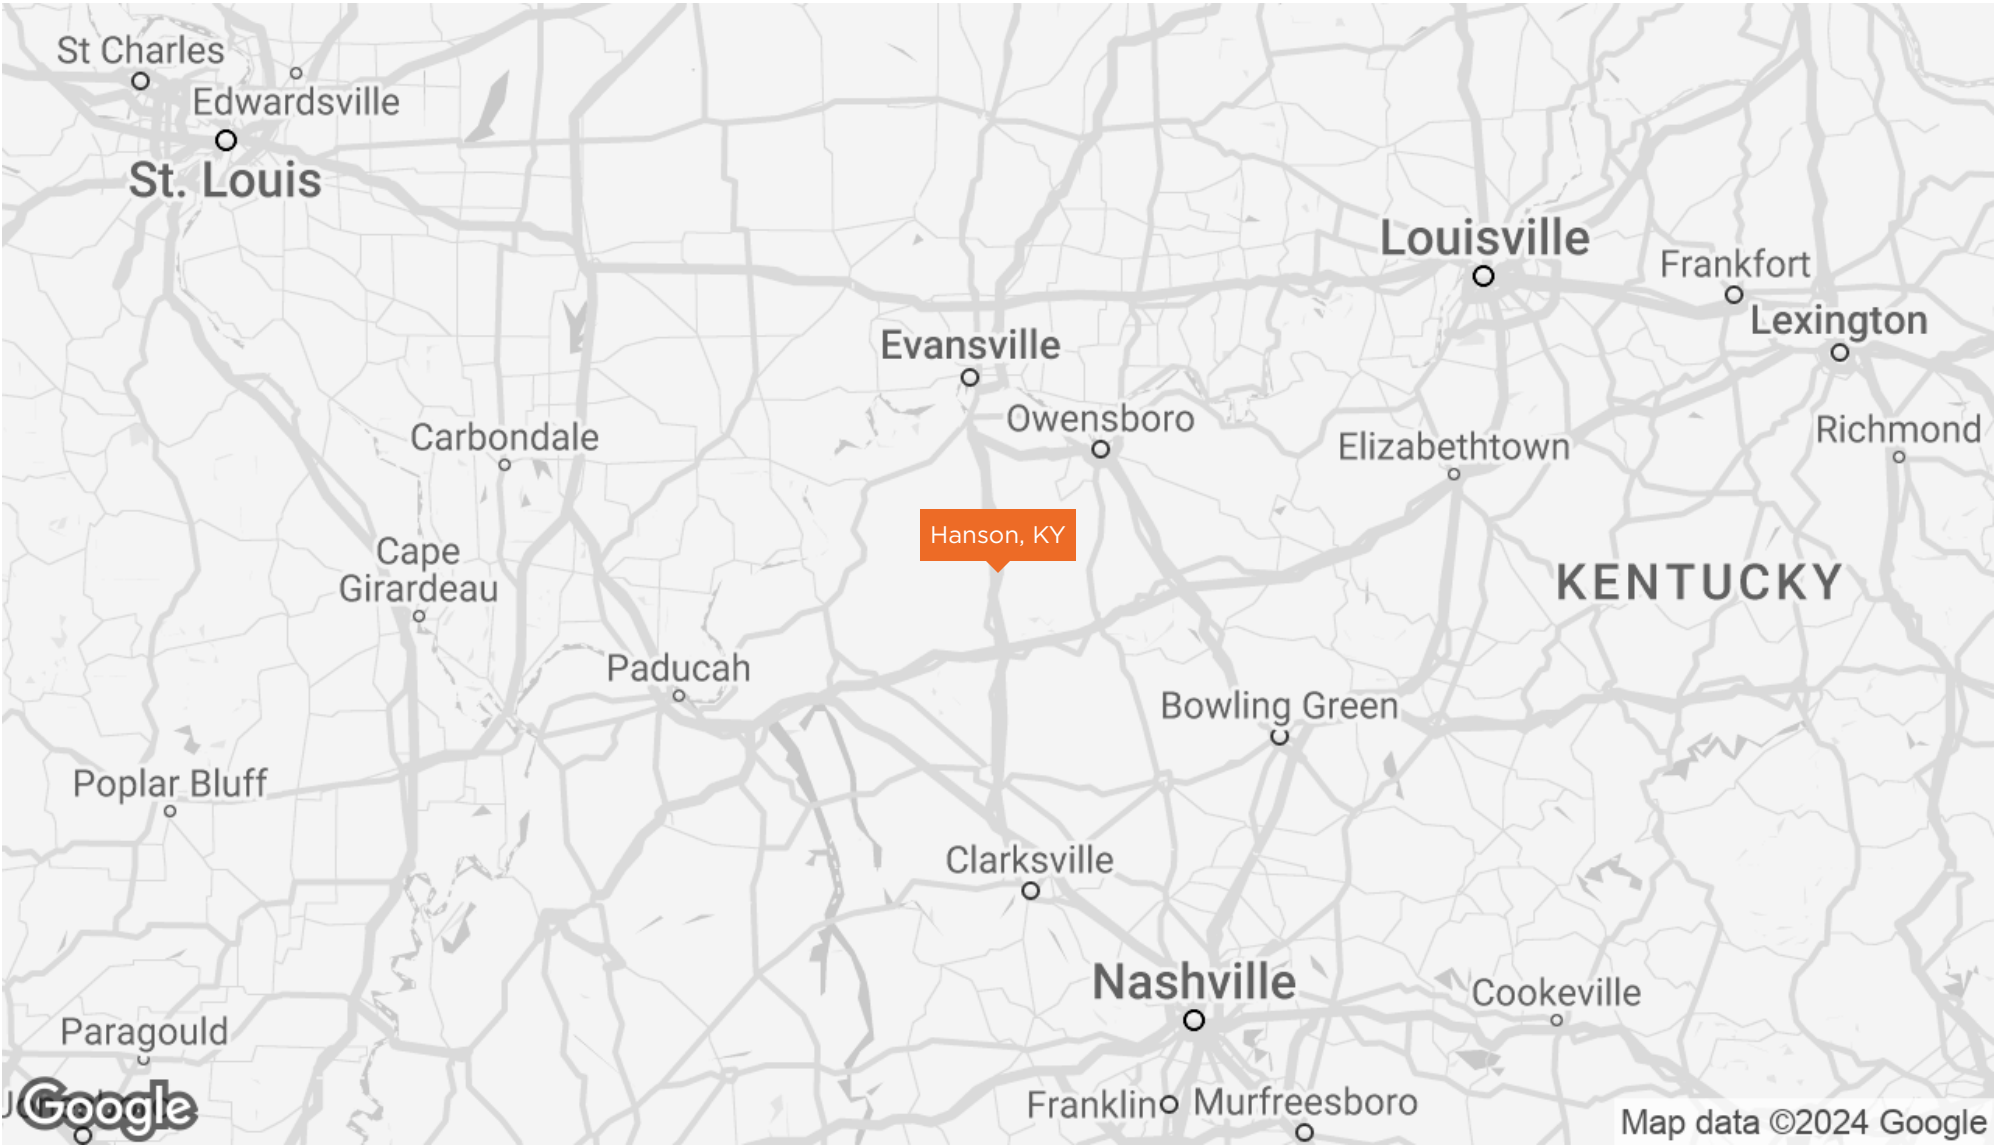 St Charles
Edwardsville
St. Louis
Louisville
Frankfort
Lexington
Evansville
Owensboro
Carbondale
Elizabethtown
Richmond
Hanson, KY
Cape
Girardeau
KENTUCKY
Paducah
Bowling Green
Poplar Bluff
Clarksville
Nashville
Cookeville
Paragould
Google
Franklin
Murfreesboro
Map data ©2024 Google